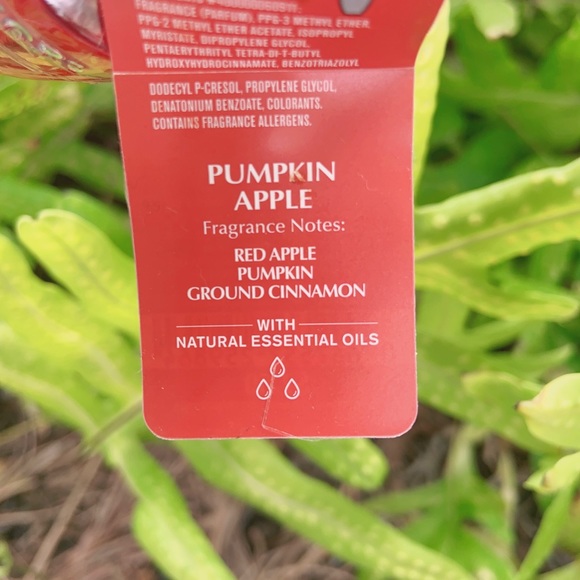 FRAGRANCE (PARFUM), PPG-3 METHYL ETHER,
PPG-2 METHYL ETHER ACETATE, ISOPROPYL
MYRISTATE, DIPROPYLENE GLYCOL,
PENTAERYTHRITYL TETRA-DI-T-BUTYL
HYDROXYHYDROCINNAMATE, BENZOTRIAZOLYL
DODECYL P-CRESOL, PROPYLENE GLYCOL,
DENATONIUM BENZOATE, COLORANTS.
CONTAINS FRAGRANCE ALLERGENS.
PUMPKIN
APPLE
Fragrance Notes:
RED APPLE
PUMPKIN
GROUND CINNAMON
WITH
NATURAL ESSENTIAL OILS